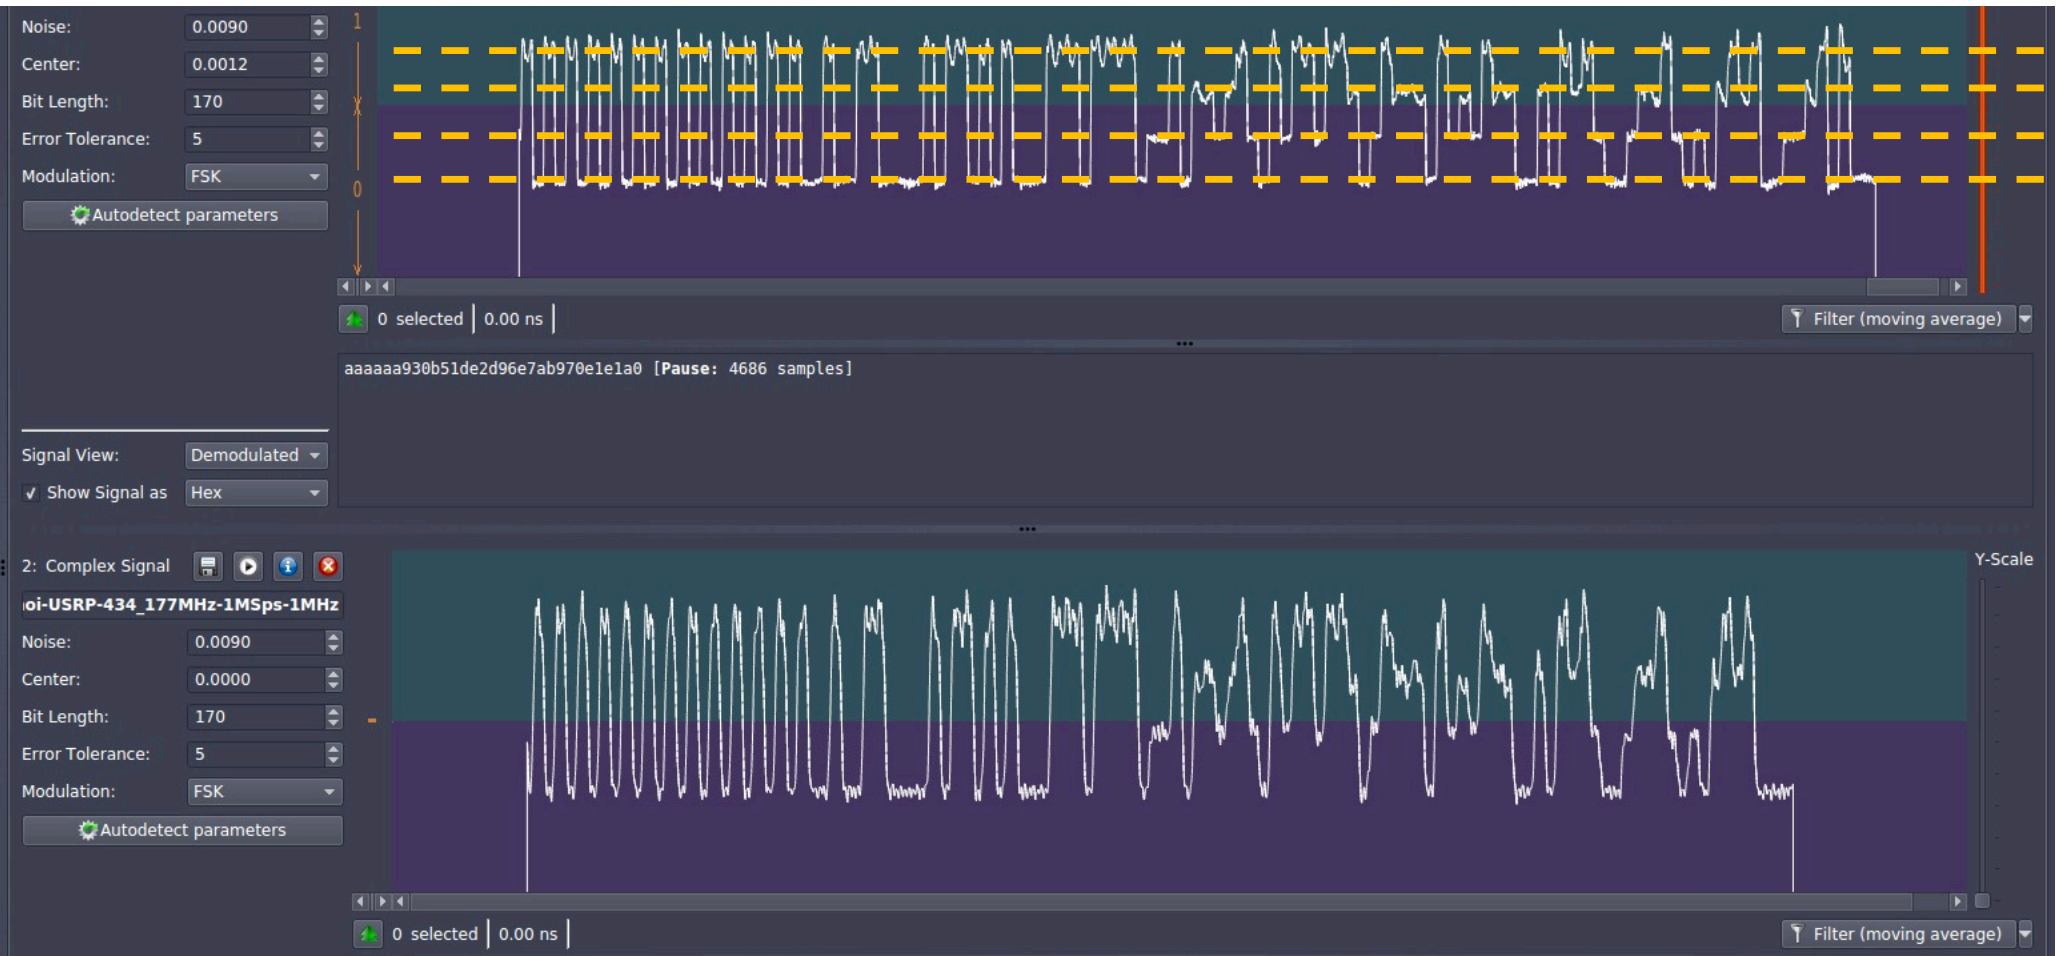 Noise: 0.0090
Center: 0.0012
Bit Length: 170
Error Tolerance: 5
Modulation: FSK
Autodetect parameters
1
0
0 selected 0.00 ns
Filter (moving average)
aaaaaa930b51de2d96e7ab970e1e1a0 [Pause: 4686 samples]
Signal View: Demodulated
Show Signal as Hex
2: Complex Signal
oi-USRP-434_177MHz-1MSps-1MHz
Noise: 0.0090
Center: 0.0000
Bit Length: 170
Error Tolerance: 5
Modulation: FSK
Autodetect parameters
Y-Scale
0 selected 0.00 ns
Filter (moving average)